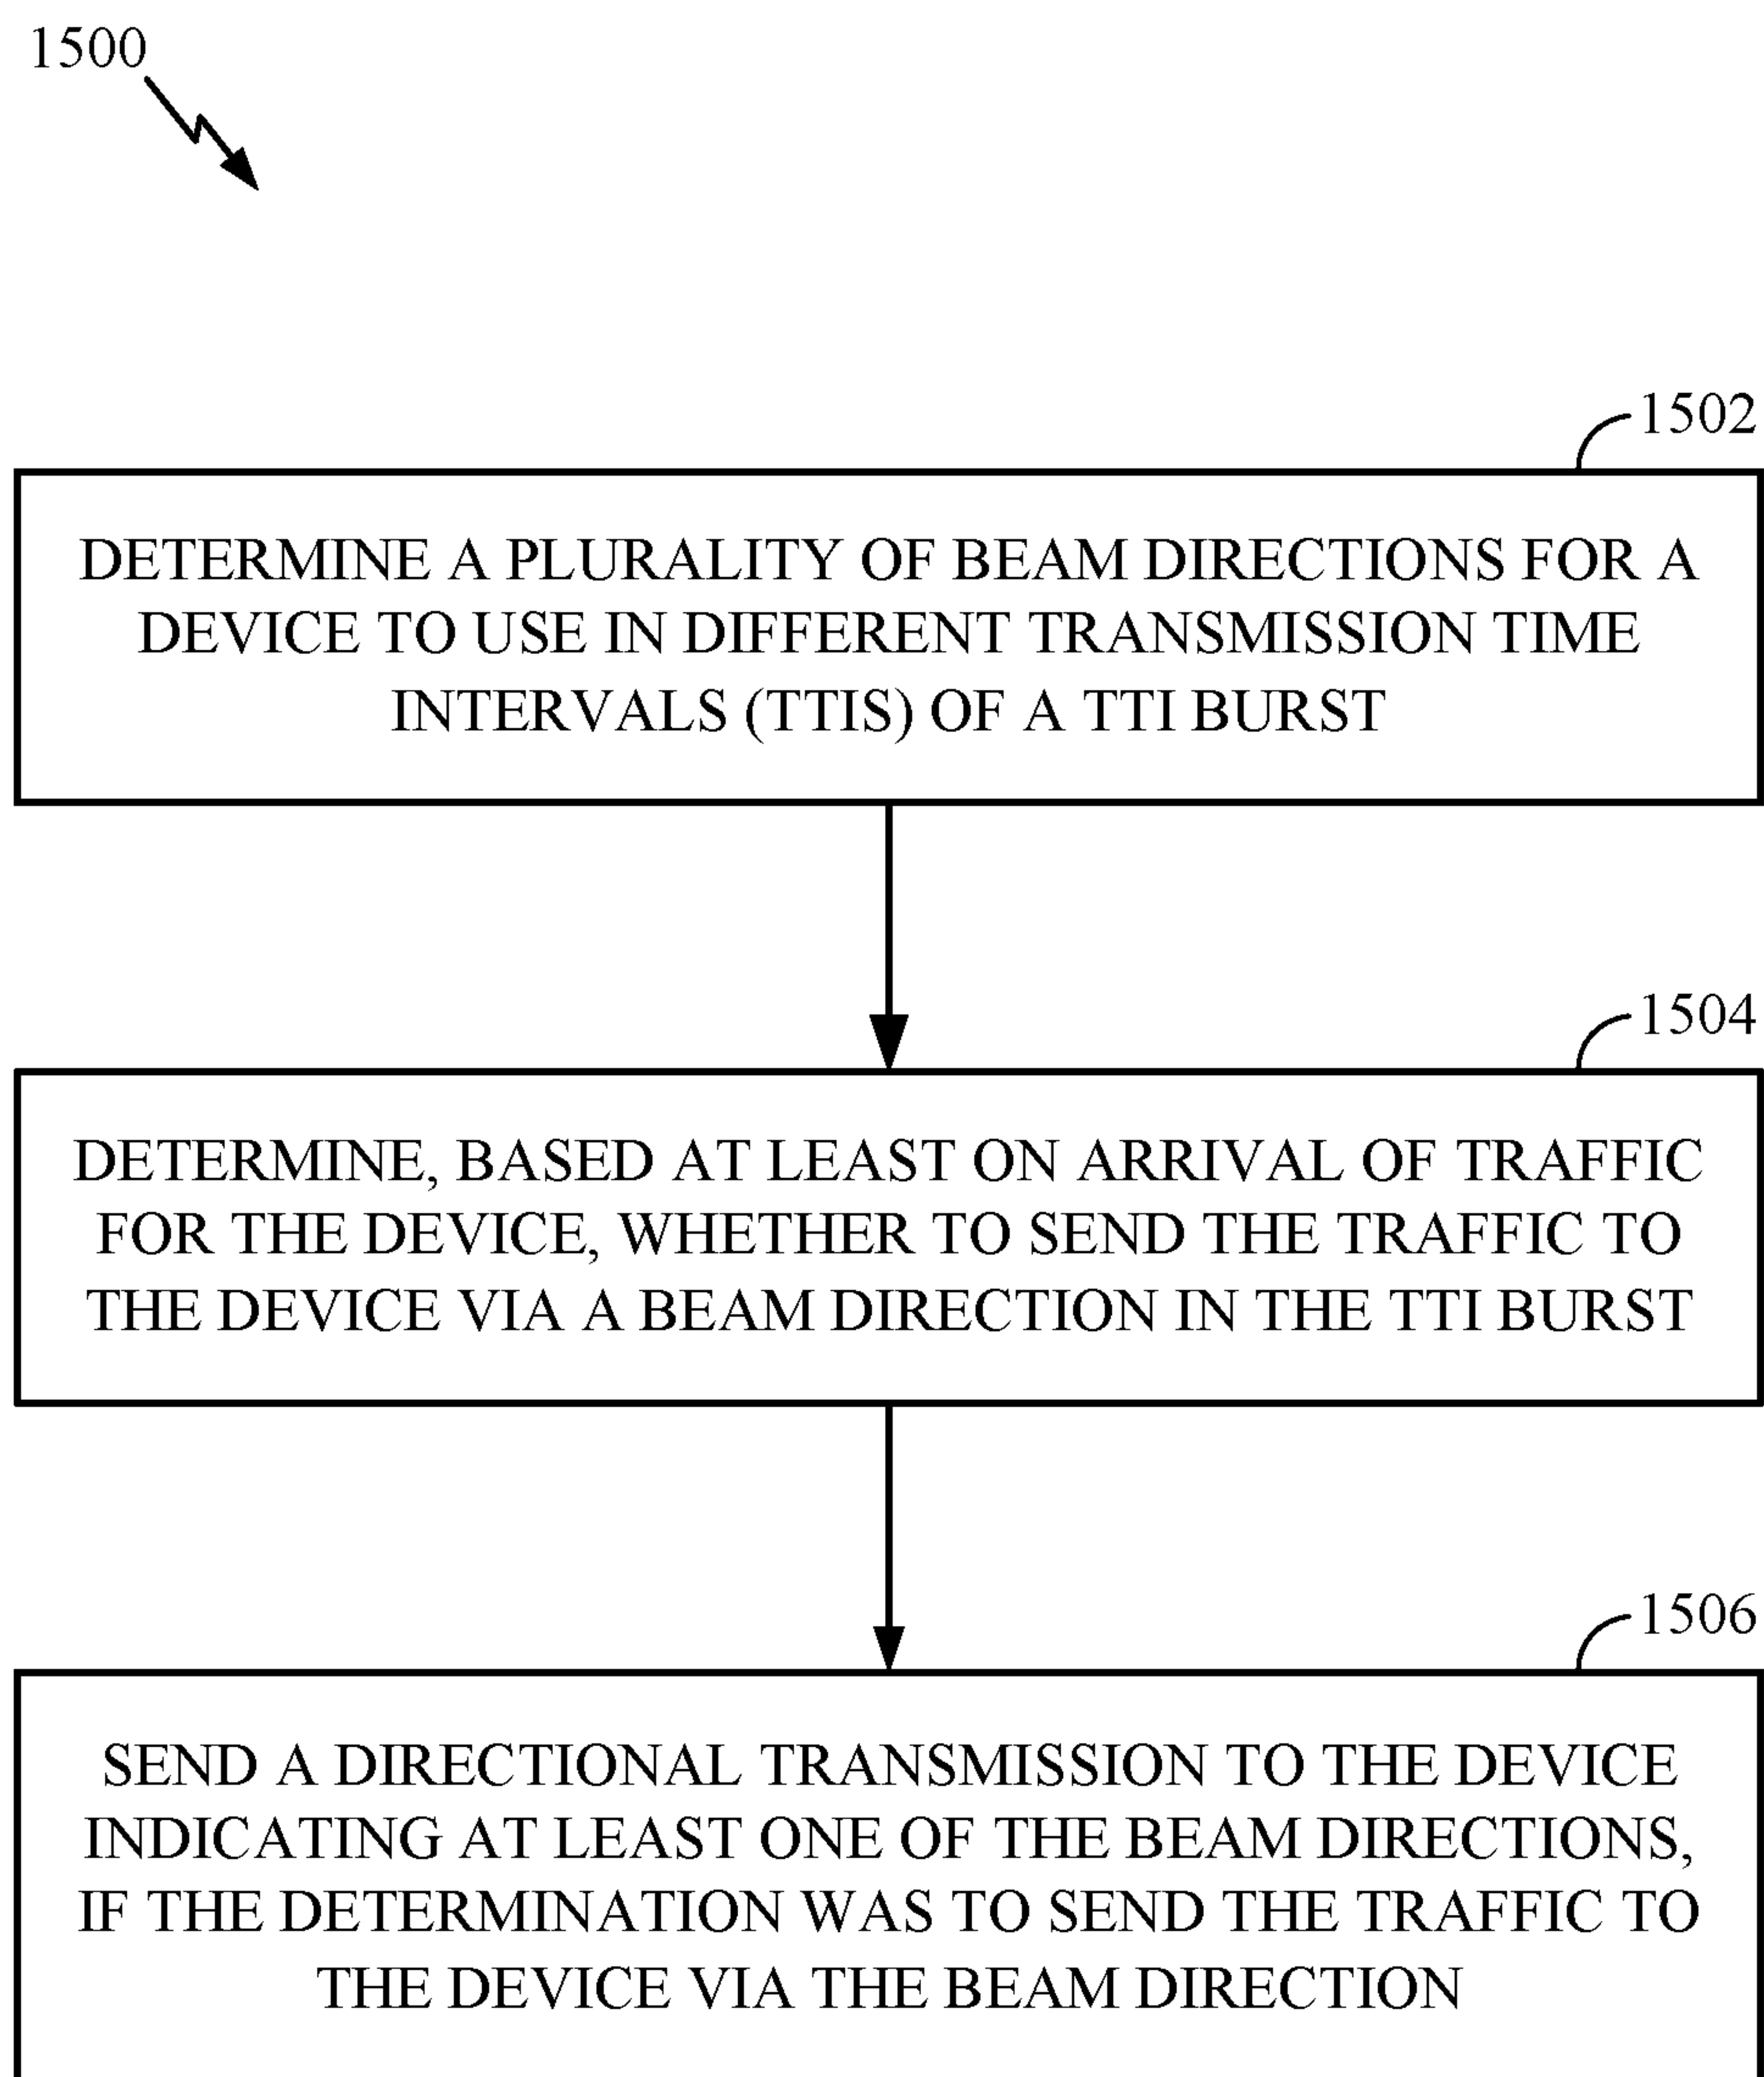 1500
1502
DETERMINE A PLURALITY OF BEAM DIRECTIONS FOR A
DEVICE TO USE IN DIFFERENT TRANSMISSION TIME
INTERVALS (TTIS) OF A TTI BURST
1504
DETERMINE, BASED AT LEAST ON ARRIVAL OF TRAFFIC
FOR THE DEVICE, WHETHER TO SEND THE TRAFFIC TO
THE DEVICE VIA A BEAM DIRECTION IN THE TTI BURST
1506
SEND A DIRECTIONAL TRANSMISSION TO THE DEVICE
INDICATING AT LEAST ONE OF THE BEAM DIRECTIONS,
IF THE DETERMINATION WAS TO SEND THE TRAFFIC TO
THE DEVICE VIA THE BEAM DIRECTION